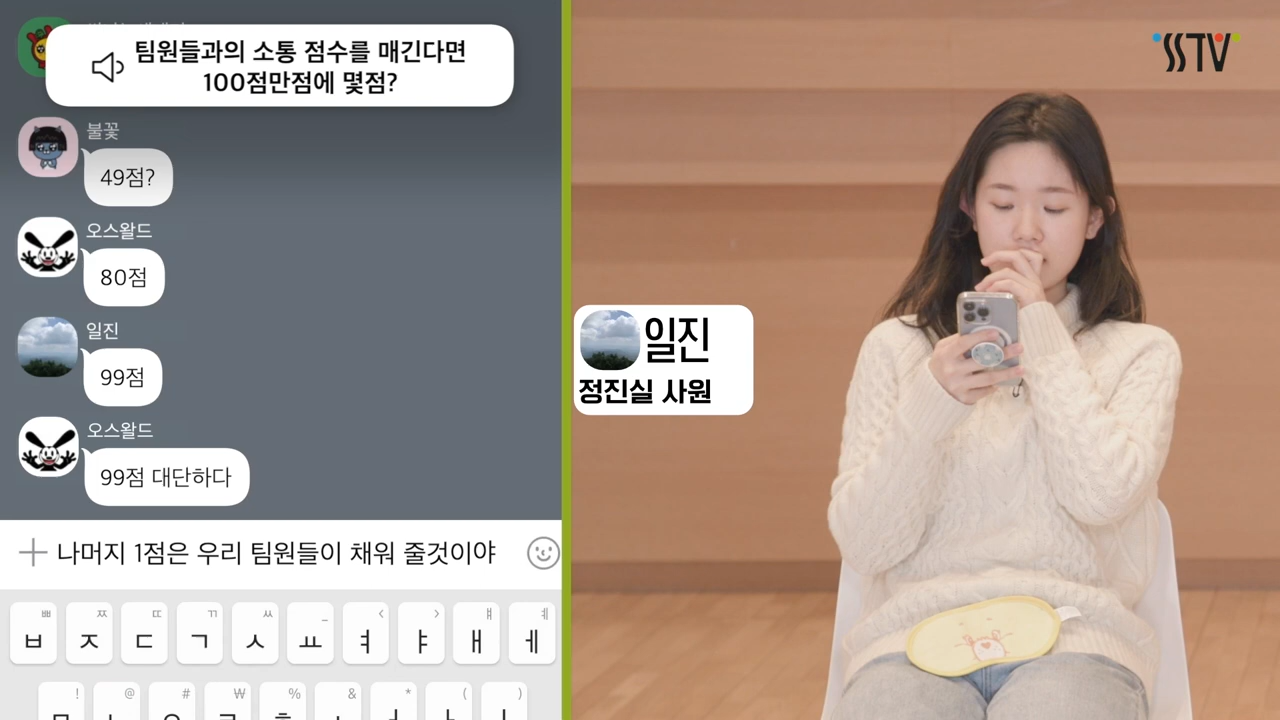 팀원들과의 소통 점수를 매긴다면
100점만점에 몇점?
불꽃
49점?
오스왈드
80점
일진
99점
오스왈드
99점 대단하다
나머지 1점은 우리 팀원들이 채워 줄것이야
ㅃ ㅉ ㄸ ㄲ ㅆ _ < > ㅒ ㅖ
ㅂ ㅈ ㄷ ㄱ ㅅ ㅛ ㅕ ㅑ ㅐ ㅔ
! @ # ₩ % & * ( )
일진
정진실 사원
SSTV